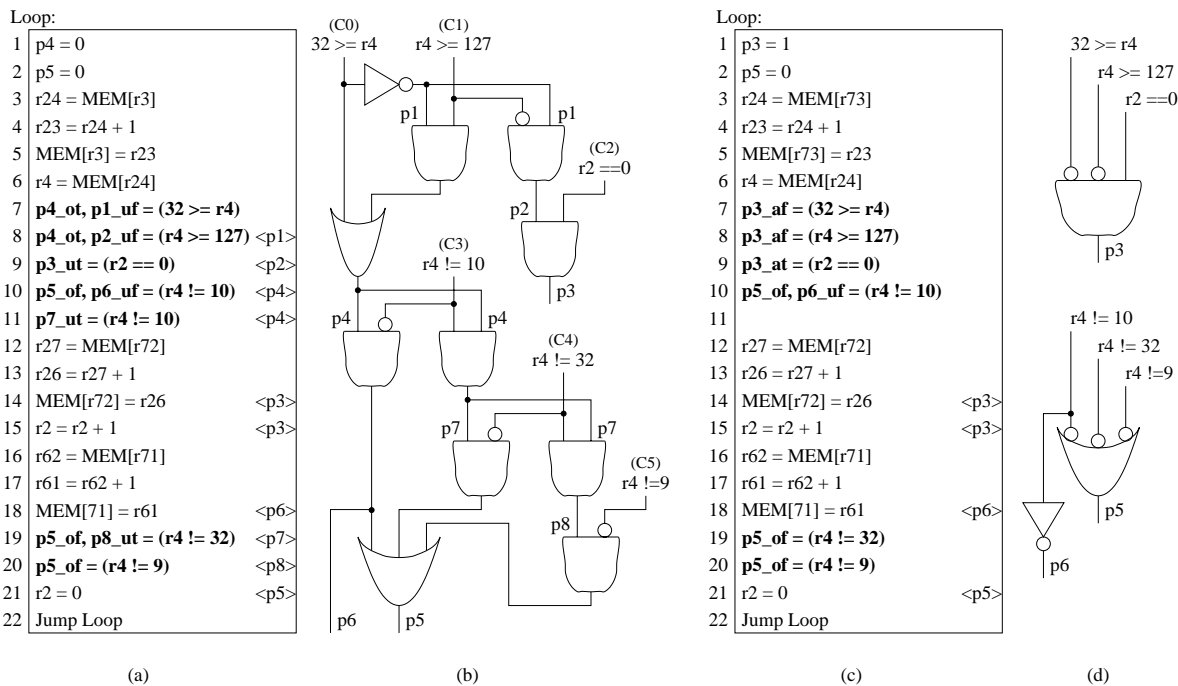 Loop:
1 p4 = 0
2 p5 = 0
3 r24 = MEM[r3]
4 r23 = r24 + 1
5 MEM[r3] = r23
6 r4 = MEM[r24]
7 p4_ot, p1_uf = (32 >= r4)
8 p4_ot, p2_uf = (r4 >= 127) <p1>
9 p3_ut = (r2 == 0) <p2>
10 p5_of, p6_uf = (r4 != 10) <p4>
11 p7_ut = (r4 != 10) <p4>
12 r27 = MEM[r72]
13 r26 = r27 + 1
14 MEM[r72] = r26 <p3>
15 r2 = r2 + 1 <p3>
16 r62 = MEM[r71]
17 r61 = r62 + 1
18 MEM[71] = r61 <p6>
19 p5_of, p8_ut = (r4 != 32) <p7>
20 p5_of = (r4 != 9) <p8>
21 r2 = 0 <p5>
22 Jump Loop
(a)
(C0) (C1)
32 >= r4 r4 >= 127
p1 p1
(C2)
r2 ==0
p2
(C3)
r4 != 10
p3
p4 p4
(C4)
r4 != 32
p7 p7
(C5)
r4 !=9
p8
p6 p5
(b)
Loop:
1 p3 = 1
2 p5 = 0
3 r24 = MEM[r73]
4 r23 = r24 + 1
5 MEM[r73] = r23
6 r4 = MEM[r24]
7 p3_af = (32 >= r4)
8 p3_af = (r4 >= 127)
9 p3_at = (r2 == 0)
10 p5_of, p6_uf = (r4 != 10)
11
12 r27 = MEM[r72]
13 r26 = r27 + 1
14 MEM[r72] = r26 <p3>
15 r2 = r2 + 1 <p3>
16 r62 = MEM[r71]
17 r61 = r62 + 1
18 MEM[71] = r61 <p6>
19 p5_of = (r4 != 32)
20 p5_of = (r4 != 9)
21 r2 = 0 <p5>
22 Jump Loop
(c)
32 >= r4
r4 >= 127
r2 ==0
p3
r4 != 10
r4 != 32
r4 !=9
p5
p6
(d)